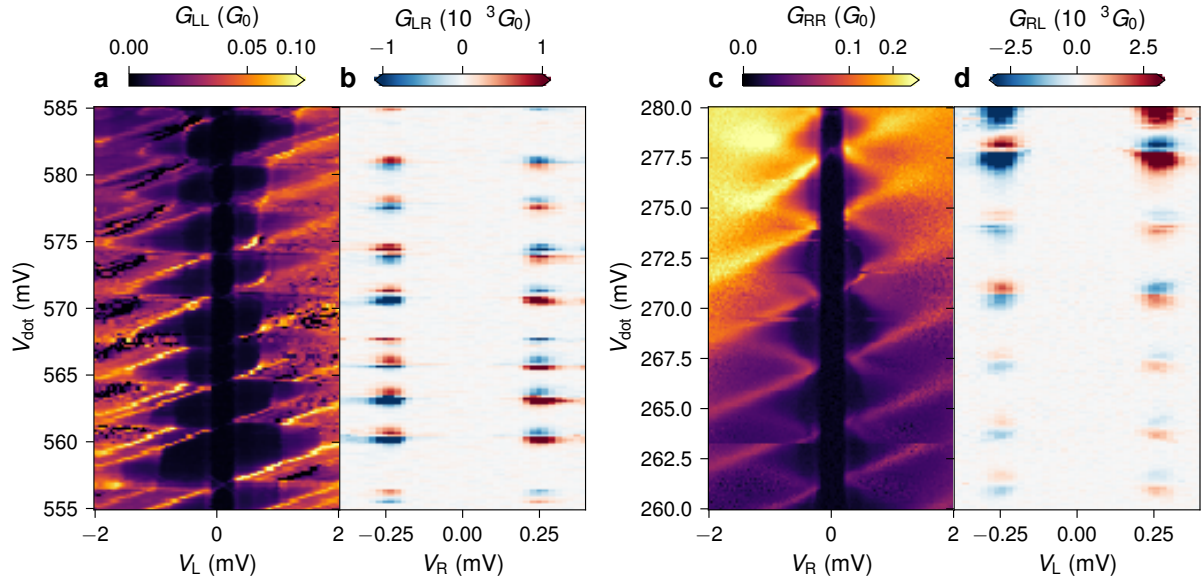 G_LL (G_0)
G_LR (10 3G_0)
G_RR (G_0)
G_RL (10 3G_0)
0.00 0.05 0.10
−1 0 1
0.0 0.1 0.2
−2.5 0.0 2.5
a b c d
585
580
575
570
565
560
555
V_dot (mV)
−2 0 2
V_L (mV)
−0.25 0.00 0.25
V_R (mV)
280.0
277.5
275.0
272.5
270.0
267.5
265.0
262.5
260.0
V_dot (mV)
−2 0 2
V_R (mV)
−0.25 0.00 0.25
V_L (mV)